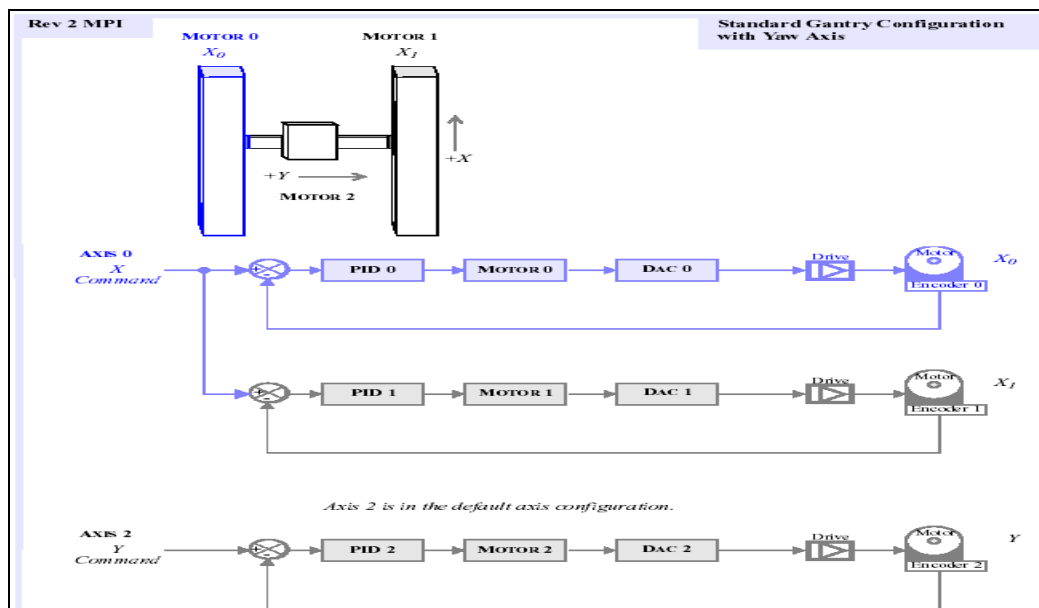 Rev 2 MPI
Standard Gantry Configuration
with Yaw Axis
MOTOR 0
X0
MOTOR 1
X1
+X
+Y
MOTOR 2
AXIS 0
X
Command
+
-
PID 0
MOTOR 0
DAC 0
Drive
Motor
Encoder 0
X0
+
-
PID 1
MOTOR 1
DAC 1
Drive
Motor
Encoder 1
X1
Axis 2 is in the default axis configuration.
AXIS 2
Y
Command
+
-
PID 2
MOTOR 2
DAC 2
Drive
Motor
Encoder 2
Y